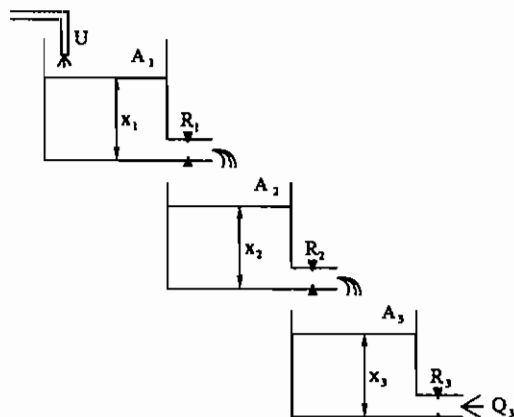 U
A₁
x₁
R₁
A₂
x₂
R₂
A₃
x₃
R₃
Q₃